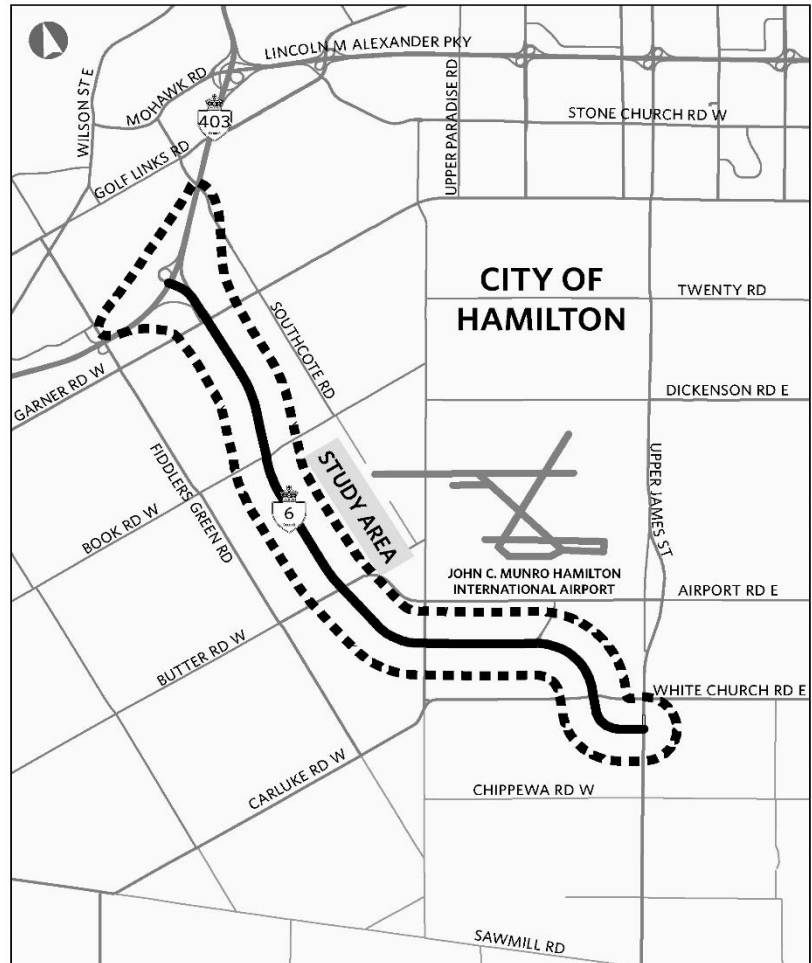 LINCOLN M ALEXANDER PKY
MOHAWK RD
WILSON ST E
403
UPPER PARADISE RD
STONE CHURCH RD W
GOLF LINKS RD
CITY OF
HAMILTON
TWENTY RD
SOUTHCOTE RD
GARNER RD W
DICKENSON RD E
FIDDLERS GREEN RD
STUDY AREA
UPPER JAMES ST
6
BOOK RD W
JOHN C. MUNRO HAMILTON
INTERNATIONAL AIRPORT
AIRPORT RD E
BUTTER RD W
WHITE CHURCH RD E
CARLUKE RD W
CHIPPEWA RD W
SAWMILL RD